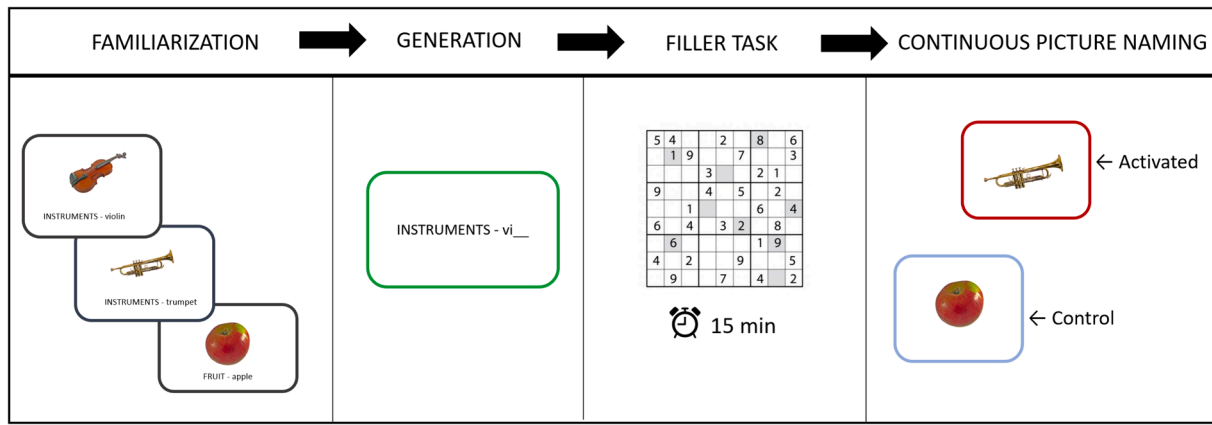 FAMILIARIZATION
GENERATION
FILLER TASK
CONTINUOUS PICTURE NAMING
INSTRUMENTS - violin
INSTRUMENTS - trumpet
FRUIT - apple
INSTRUMENTS - vi__
5 4 2 8 6
1 9 7 3
3 2 1
9 4 5 2
1 6 4
6 4 3 2 8
6 1 9
4 2 9 5
9 7 4 2
15 min
← Activated
← Control